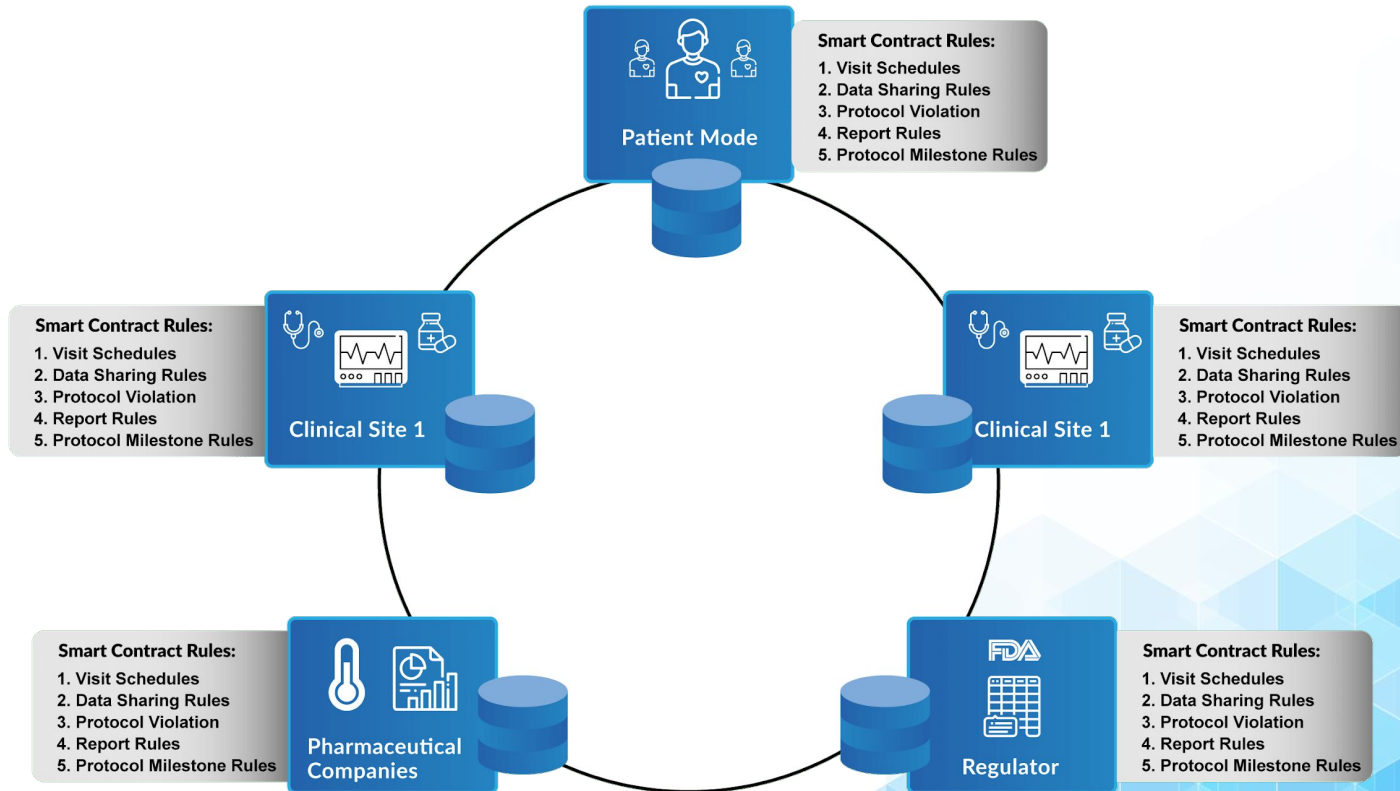 Smart Contract Rules:
1. Visit Schedules
2. Data Sharing Rules
3. Protocol Violation
4. Report Rules
5. Protocol Milestone Rules
Patient Mode
Smart Contract Rules:
1. Visit Schedules
2. Data Sharing Rules
3. Protocol Violation
4. Report Rules
5. Protocol Milestone Rules
Clinical Site 1
Clinical Site 1
Smart Contract Rules:
1. Visit Schedules
2. Data Sharing Rules
3. Protocol Violation
4. Report Rules
5. Protocol Milestone Rules
Smart Contract Rules:
1. Visit Schedules
2. Data Sharing Rules
3. Protocol Violation
4. Report Rules
5. Protocol Milestone Rules
Pharmaceutical
Companies
FDA
Regulator
Smart Contract Rules:
1. Visit Schedules
2. Data Sharing Rules
3. Protocol Violation
4. Report Rules
5. Protocol Milestone Rules